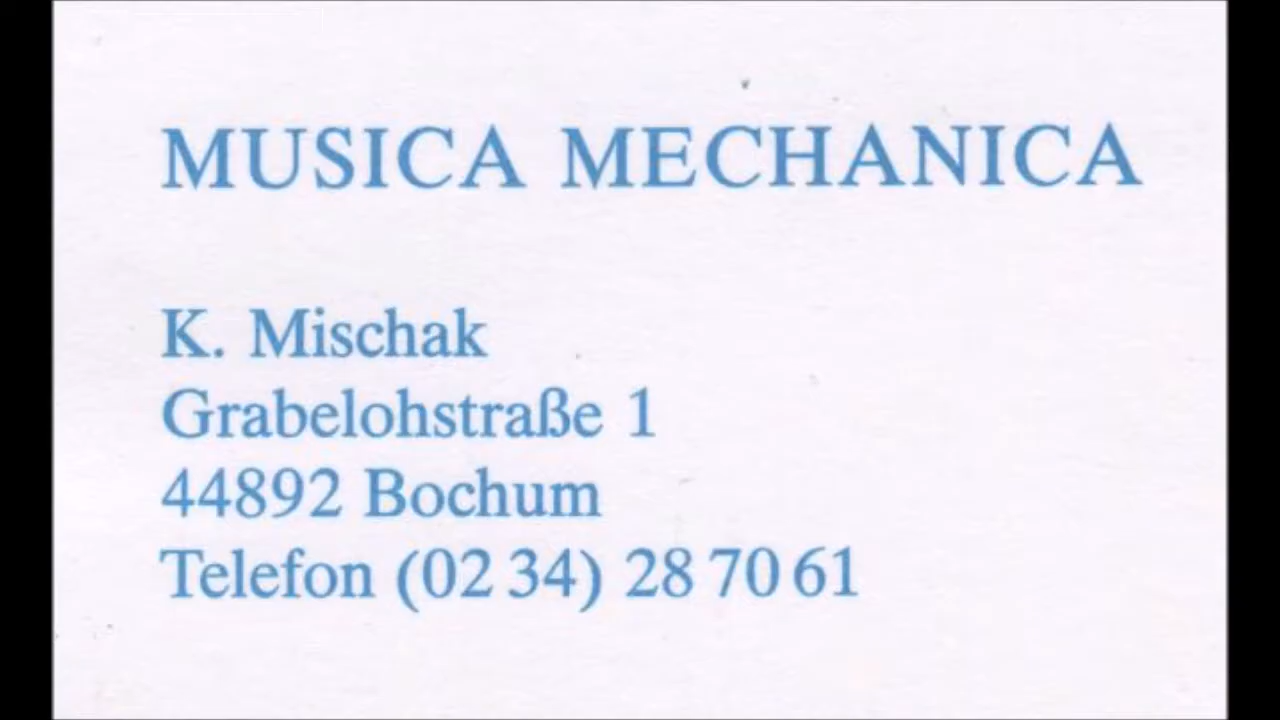 MUSICA MECHANICA
K. Mischak
Grabelohstraße 1
44892 Bochum
Telefon (02 34) 28 70 61